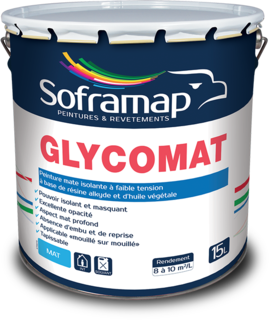 Soframap
PEINTURES & REVETEMENTS
GLYCOMAT
Peinture mate isolante à faible tension
à base de résine alkyde et d'huile végétale
Pouvoir isolant et masquant
Excellente opacité
Aspect mat profond
Absence d'embu et de reprise
Applicable «mouillé sur mouillé»
Tapissable
MAT
Rendement
8 à 10 m²/L
15L